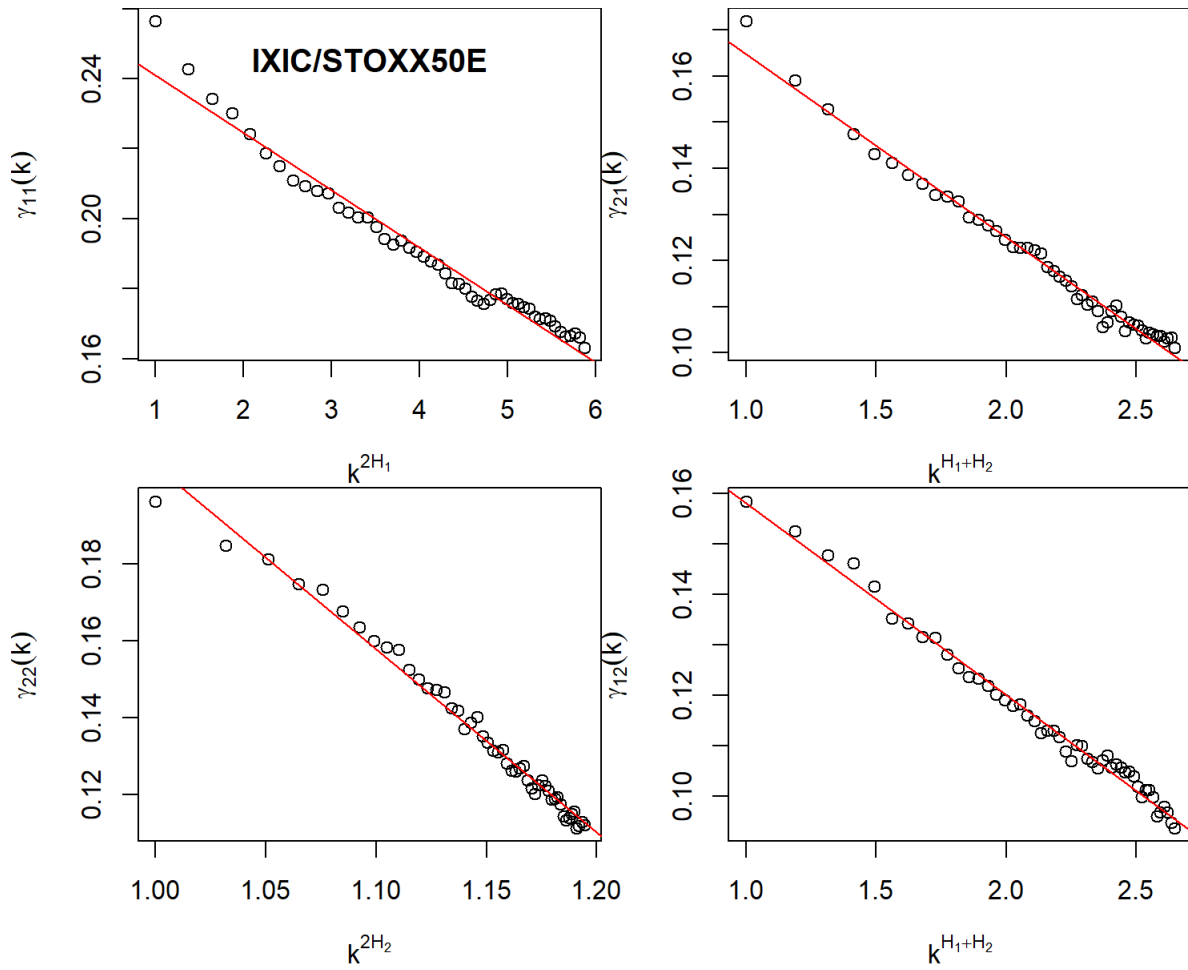 IXIC/STOXX50E
γ₁₁(k)
0.16 0.20 0.24
1 2 3 4 5 6
k^{2H₁}
γ₂₁(k)
0.10 0.12 0.14 0.16
1.0 1.5 2.0 2.5
k^{H₁+H₂}
γ₂₂(k)
0.12 0.14 0.16 0.18
1.00 1.05 1.10 1.15 1.20
k^{2H₂}
γ₁₂(k)
0.10 0.12 0.14 0.16
1.0 1.5 2.0 2.5
k^{H₁+H₂}